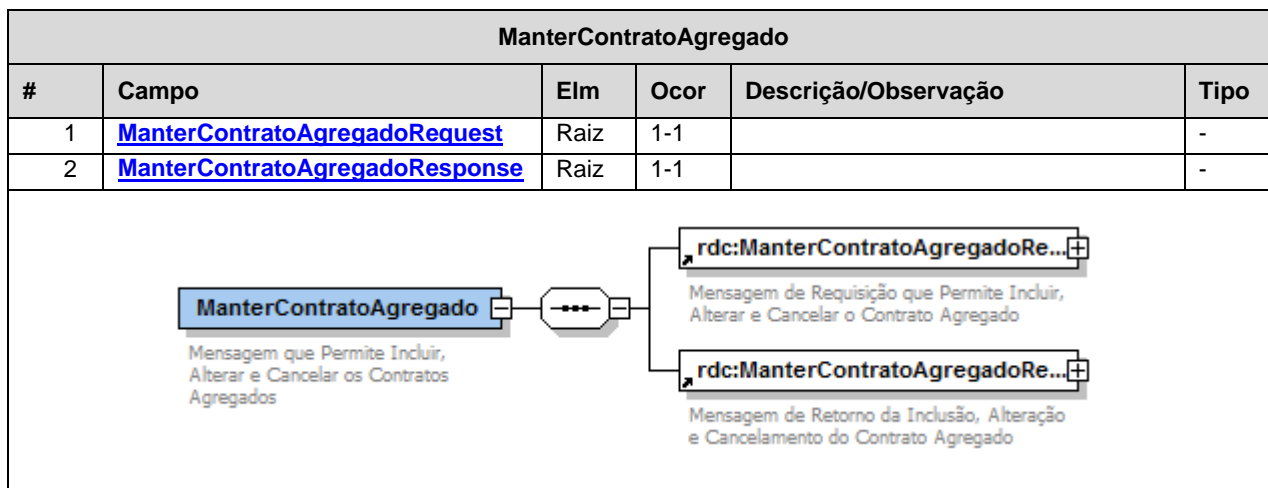 ManterContratoAgregado
# Campo Elm Ocor Descrição/Observação Tipo
1 ManterContratoAgregadoRequest Raiz 1-1 -
2 ManterContratoAgregadoResponse Raiz 1-1 -
rdc:ManterContratoAgregadoRe...
Mensagem de Requisição que Permite Incluir,
Alterar e Cancelar o Contrato Agregado
ManterContratoAgregado
Mensagem que Permite Incluir,
Alterar e Cancelar os Contratos
Agregados
rdc:ManterContratoAgregadoRe...
Mensagem de Retorno da Inclusão, Alteração
e Cancelamento do Contrato Agregado